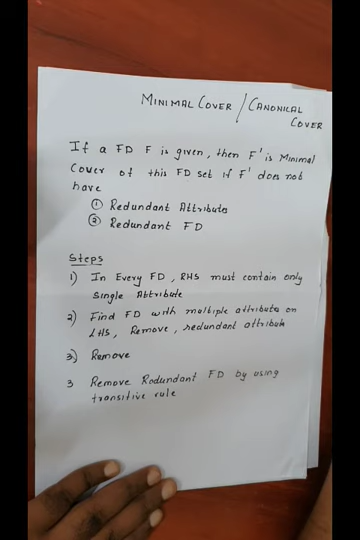 MINIMAL COVER / CANONICAL
COVER
If a FD F is given, then F' is Minimal
Cover of this FD set if F' does not
have
① Redundant Attribute
② Redundant FD
Steps
1) In Every FD, RHS must contain only
Single Attribute
2) Find FD with multiple attributes on
LHS, Remove, redundant attribute
3) Remove
3 Remove Redundant FD by using
transitive rule